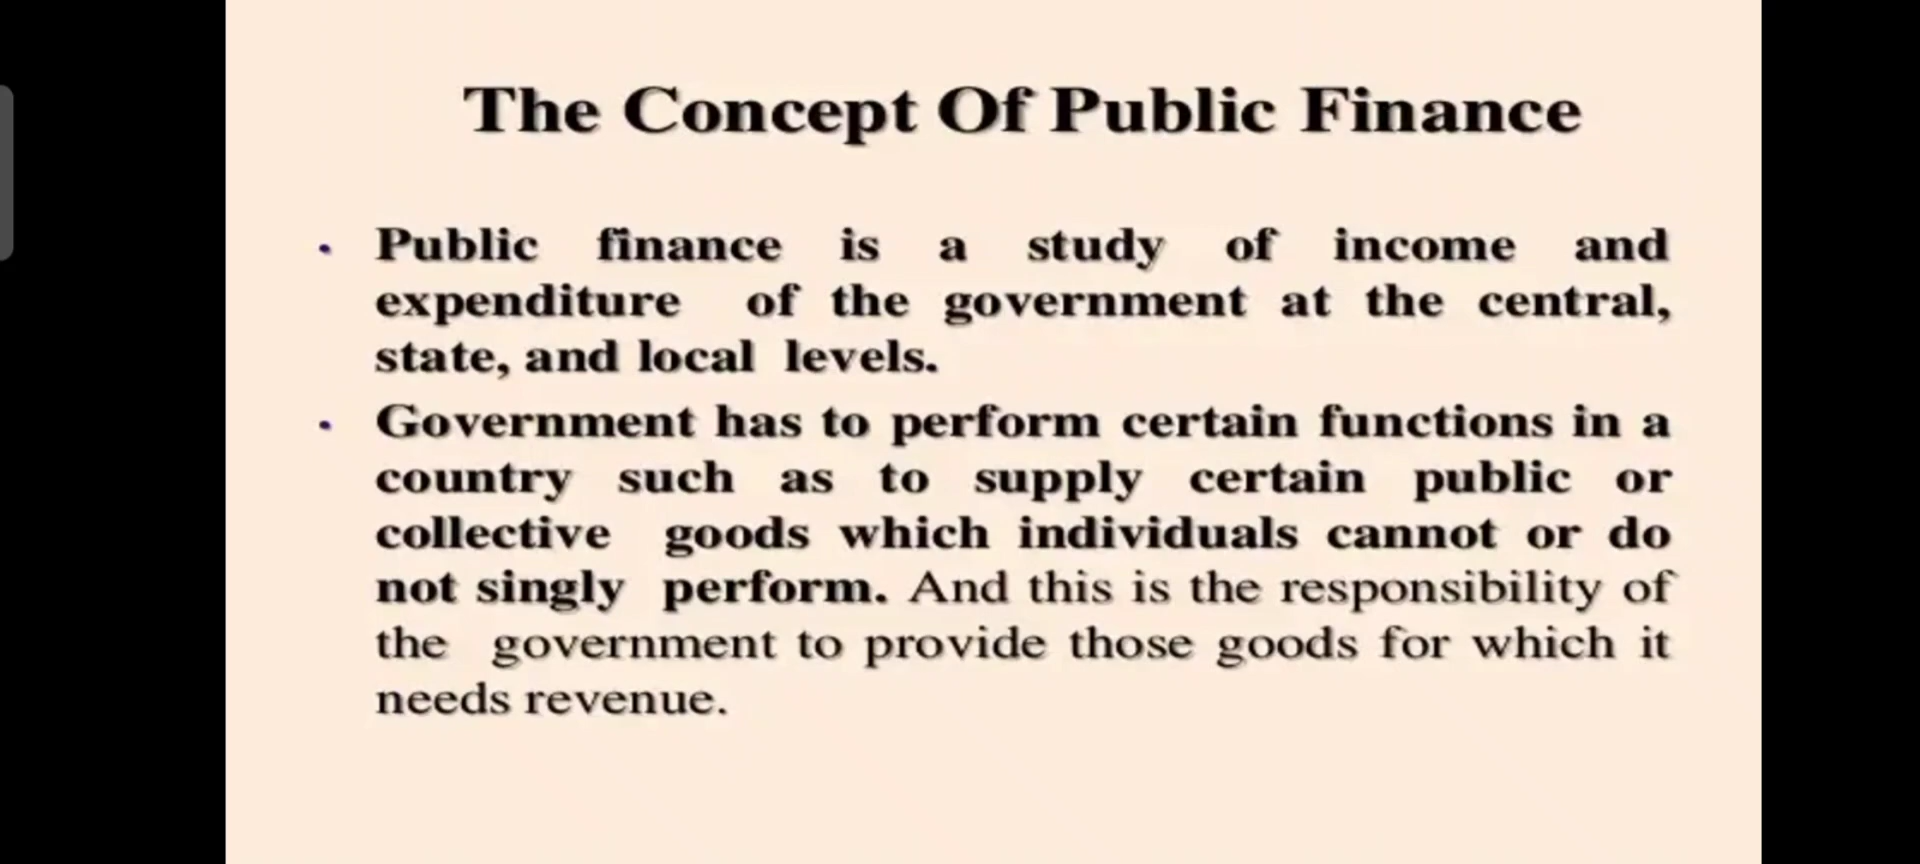 The Concept Of Public Finance
• Public finance is a study of income and
expenditure of the government at the central,
state, and local levels.
• Government has to perform certain functions in a
country such as to supply certain public or
collective goods which individuals cannot or do
not singly perform. And this is the responsibility of
the government to provide those goods for which it
needs revenue.